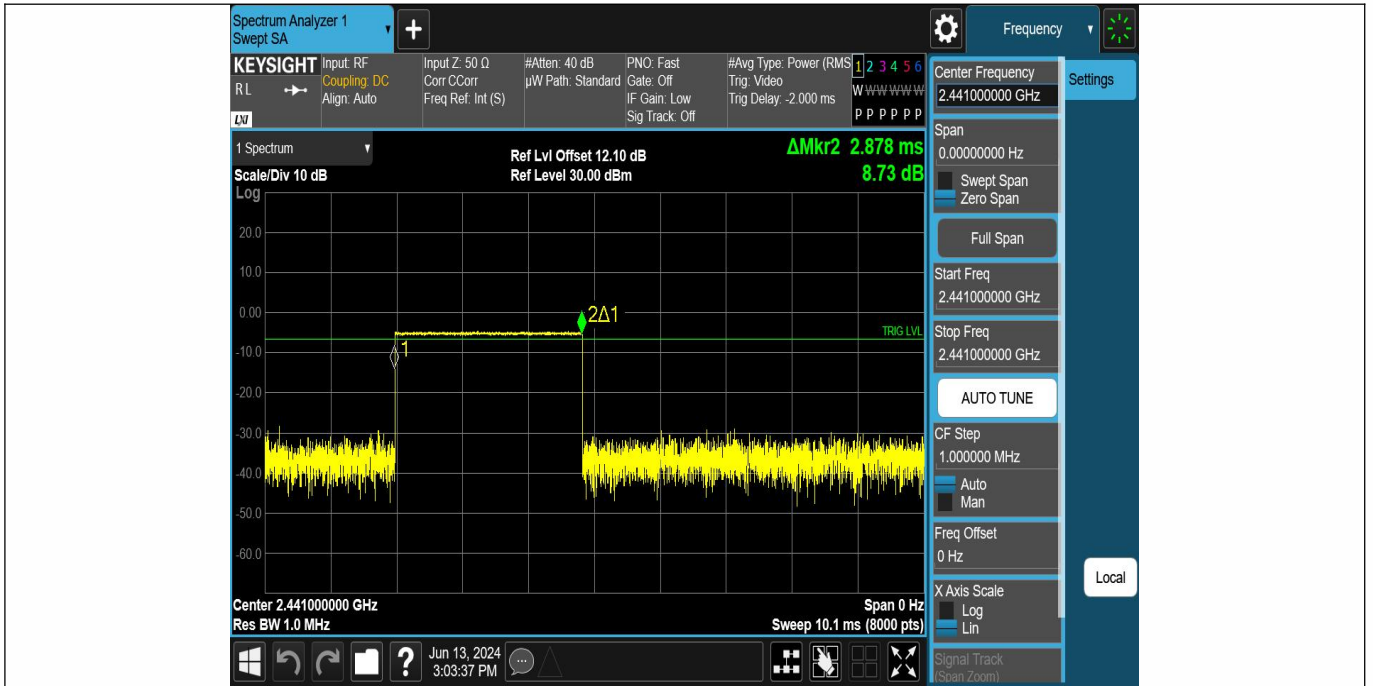 Spectrum Analyzer 1
Swept SA
Frequency
KEYSIGHT
RL
LXI
Input: RF
Coupling: DC
Align: Auto
Input Z: 50 Ω
Corr CCorr
Freq Ref: Int (S)
#Atten: 40 dB
µW Path: Standard
PNO: Fast
Gate: Off
IF Gain: Low
Sig Track: Off
#Avg Type: Power (RMS
Trig: Video
Trig Delay: -2.000 ms
1 2 3 4 5 6
W W W W W W
P P P P P P
1 Spectrum
Scale/Div 10 dB
Ref Lvl Offset 12.10 dB
Ref Level 30.00 dBm
ΔMkr2 2.878 ms
8.73 dB
Log
20.0
10.0
0.00
-10.0
-20.0
-30.0
-40.0
-50.0
-60.0
2Δ1
1
TRIG LVL
Center 2.441000000 GHz
Res BW 1.0 MHz
Span 0 Hz
Sweep 10.1 ms (8000 pts)
Jun 13, 2024
3:03:37 PM
Center Frequency
2.441000000 GHz
Settings
Span
0.00000000 Hz
Swept Span
Zero Span
Full Span
Start Freq
2.441000000 GHz
Stop Freq
2.441000000 GHz
AUTO TUNE
CF Step
1.000000 MHz
Auto
Man
Freq Offset
0 Hz
X Axis Scale
Log
Lin
Local
Signal Track
(Span Zoom)